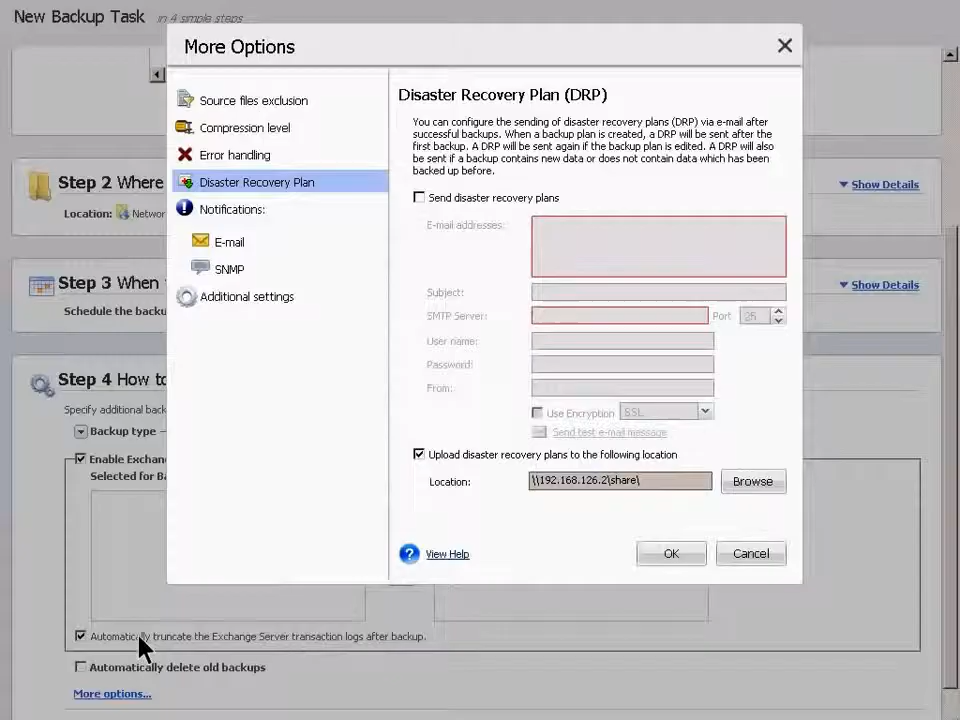 New Backup Task in 4 simple steps
More Options
Source files exclusion
Compression level
Error handling
Disaster Recovery Plan
Notifications:
E-mail
SNMP
Additional settings
Disaster Recovery Plan (DRP)
You can configure the sending of disaster recovery plans (DRP) via e-mail after
successful backups. When a backup plan is created, a DRP will be sent after the
first backup. A DRP will be sent again if the backup plan is edited. A DRP will also
be sent if a backup contains new data or does not contain data which has been
backed up before.
Send disaster recovery plans
E-mail addresses:
Subject:
SMTP Server: Port 25
User name:
Password:
From:
Use Encryption SSL
Send test e-mail message
Upload disaster recovery plans to the following location
Location: \\192.168.126.2\share\ Browse
View Help OK Cancel
Step 2 Where Show Details
Location: Networ
Step 3 When Show Details
Schedule the backu
Step 4 How to
Specify additional back
Backup type
Enable Exchan
Selected for Ba
Automatically truncate the Exchange Server transaction logs after backup.
Automatically delete old backups
More options...